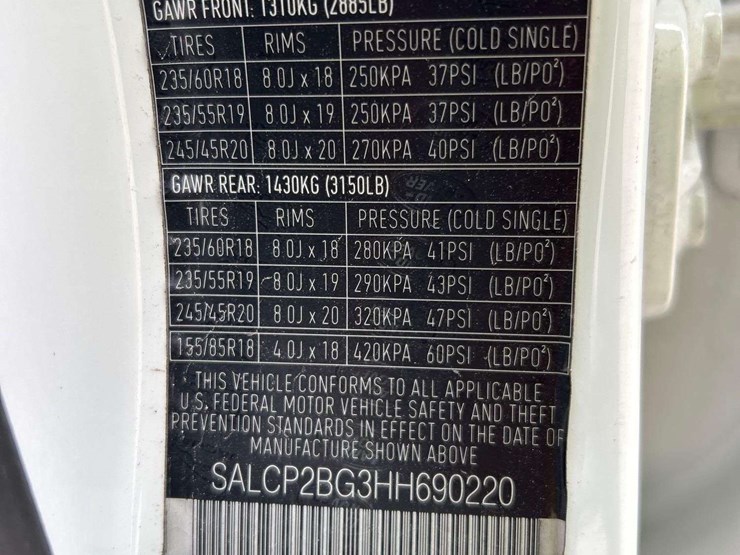 GAWR FRONT: 1310KG (2885LB)
TIRES RIMS PRESSURE (COLD SINGLE)
235/60R18 8.0J x 18 250KPA 37PSI (LB/PO²)
235/55R19 8.0J x 19 250KPA 37PSI (LB/PO²)
245/45R20 8.0J x 20 270KPA 40PSI (LB/PO²)
GAWR REAR: 1430KG (3150LB)
TIRES RIMS PRESSURE (COLD SINGLE)
235/60R18 8.0J x 18 280KPA 41PSI (LB/PO²)
235/55R19 8.0J x 19 290KPA 43PSI (LB/PO²)
245/45R20 8.0J x 20 320KPA 47PSI (LB/PO²)
155/85R18 4.0J x 18 420KPA 60PSI (LB/PO²)
THIS VEHICLE CONFORMS TO ALL APPLICABLE
U.S. FEDERAL MOTOR VEHICLE SAFETY AND THEFT
PREVENTION STANDARDS IN EFFECT ON THE DATE OF
MANUFACTURE SHOWN ABOVE
SALCP2BG3HH690220